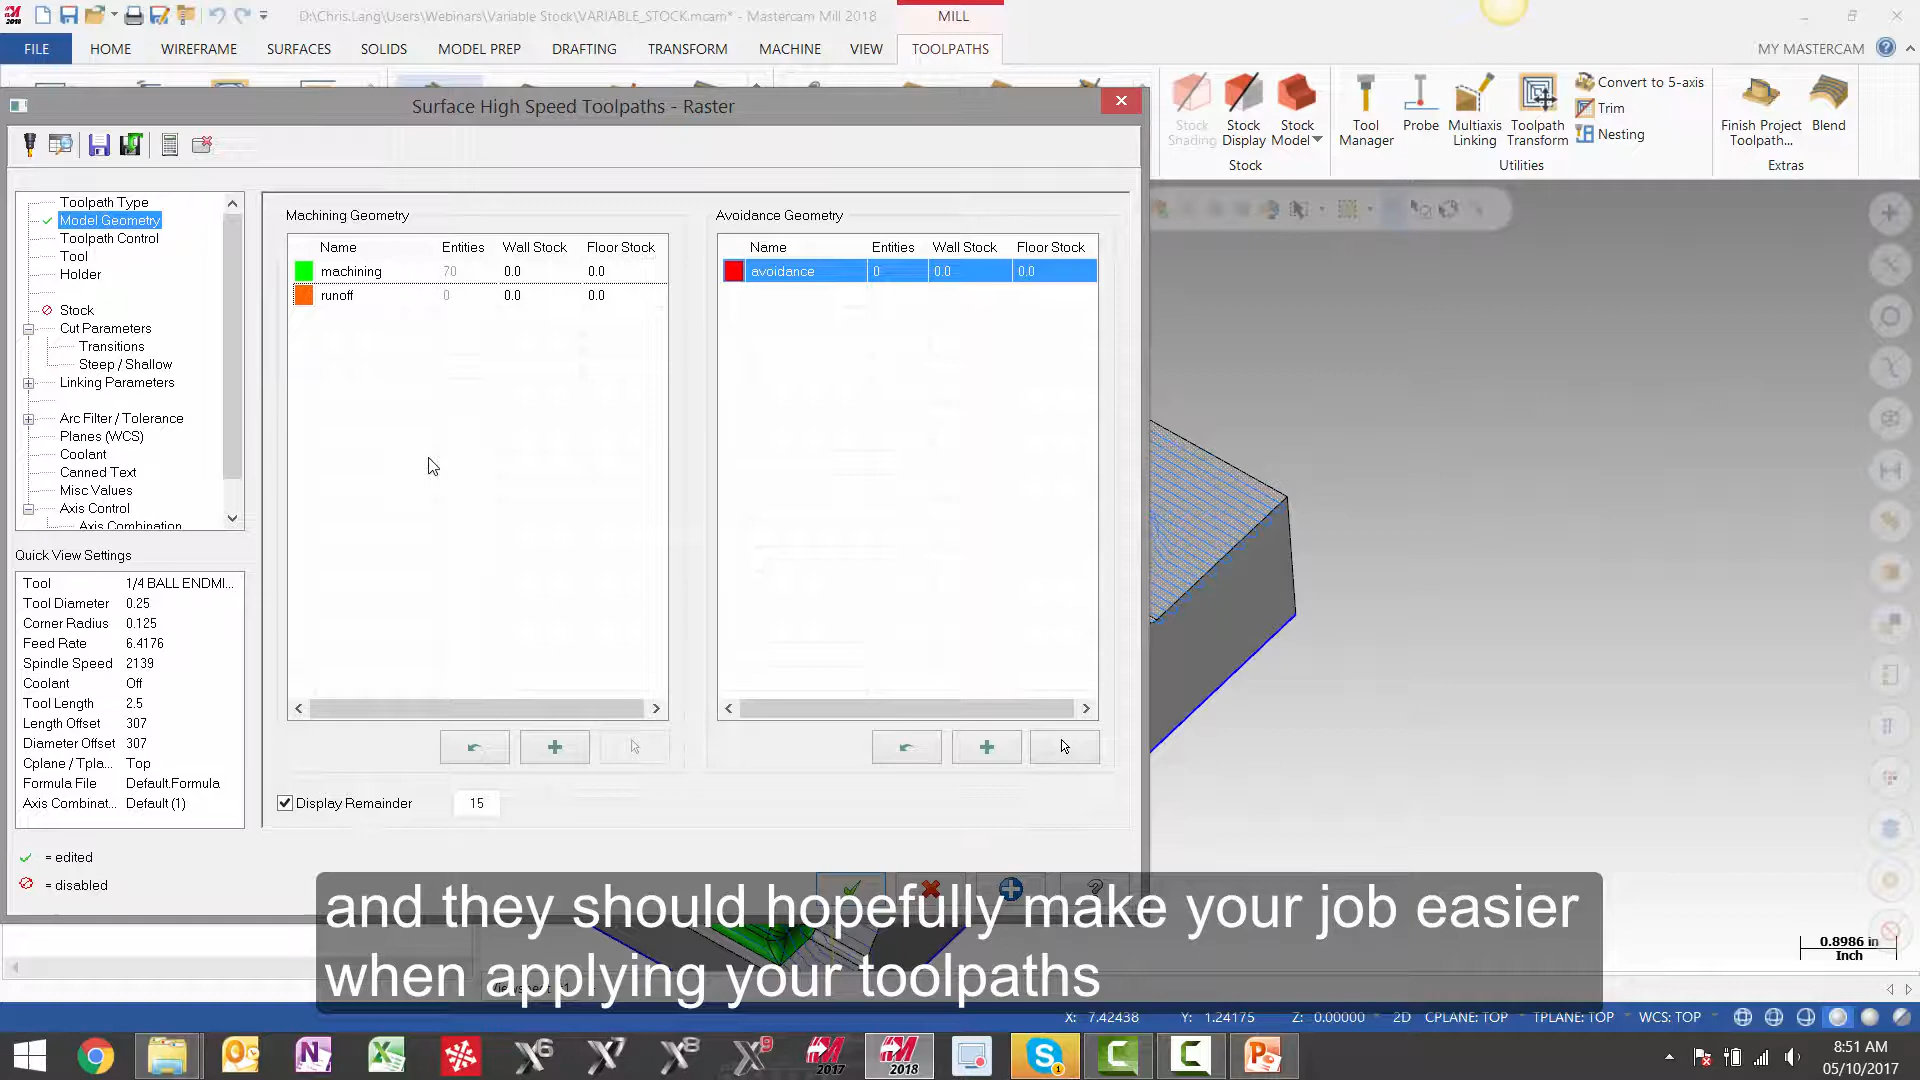 D:\Chris.Lang\Users\Webinars\Variable Stock\VARIABLE_STOCK.mcam* - Mastercam Mill 2018
MILL
FILE
HOME
WIREFRAME
SURFACES
SOLIDS
MODEL PREP
DRAFTING
TRANSFORM
MACHINE
VIEW
TOOLPATHS
MY MASTERCAM
Stock Shading
Stock Display
Stock Model
Stock
Tool Manager
Probe
Multiaxis Linking
Toolpath Transform
Convert to 5-axis
Trim
Nesting
Utilities
Finish Project Toolpath...
Blend
Extras
Surface High Speed Toolpaths - Raster
Toolpath Type
Model Geometry
Toolpath Control
Tool
Holder
Stock
Cut Parameters
Transitions
Steep / Shallow
Linking Parameters
Arc Filter / Tolerance
Planes (WCS)
Coolant
Canned Text
Misc Values
Axis Control
Axis Combination
Quick View Settings
Tool 1/4 BALL ENDMI...
Tool Diameter 0.25
Corner Radius 0.125
Feed Rate 6.4176
Spindle Speed 2139
Coolant Off
Tool Length 2.5
Length Offset 307
Diameter Offset 307
Cplane / Tpla... Top
Formula File Default.Formula
Axis Combinat... Default (1)
= edited
= disabled
Machining Geometry
Name Entities Wall Stock Floor Stock
machining 70 0.0 0.0
runoff 0 0.0 0.0
Avoidance Geometry
Name Entities Wall Stock Floor Stock
avoidance 0 0.0 0.0
Display Remainder 15
and they should hopefully make your job easier
when applying your toolpaths
0.8986 in
Inch
X: 7.42438 Y: 1.24175 Z: 0.00000 2D CPLANE: TOP TPLANE: TOP WCS: TOP
X6
X7
X8
X9
2017
2018
8:51 AM
05/10/2017